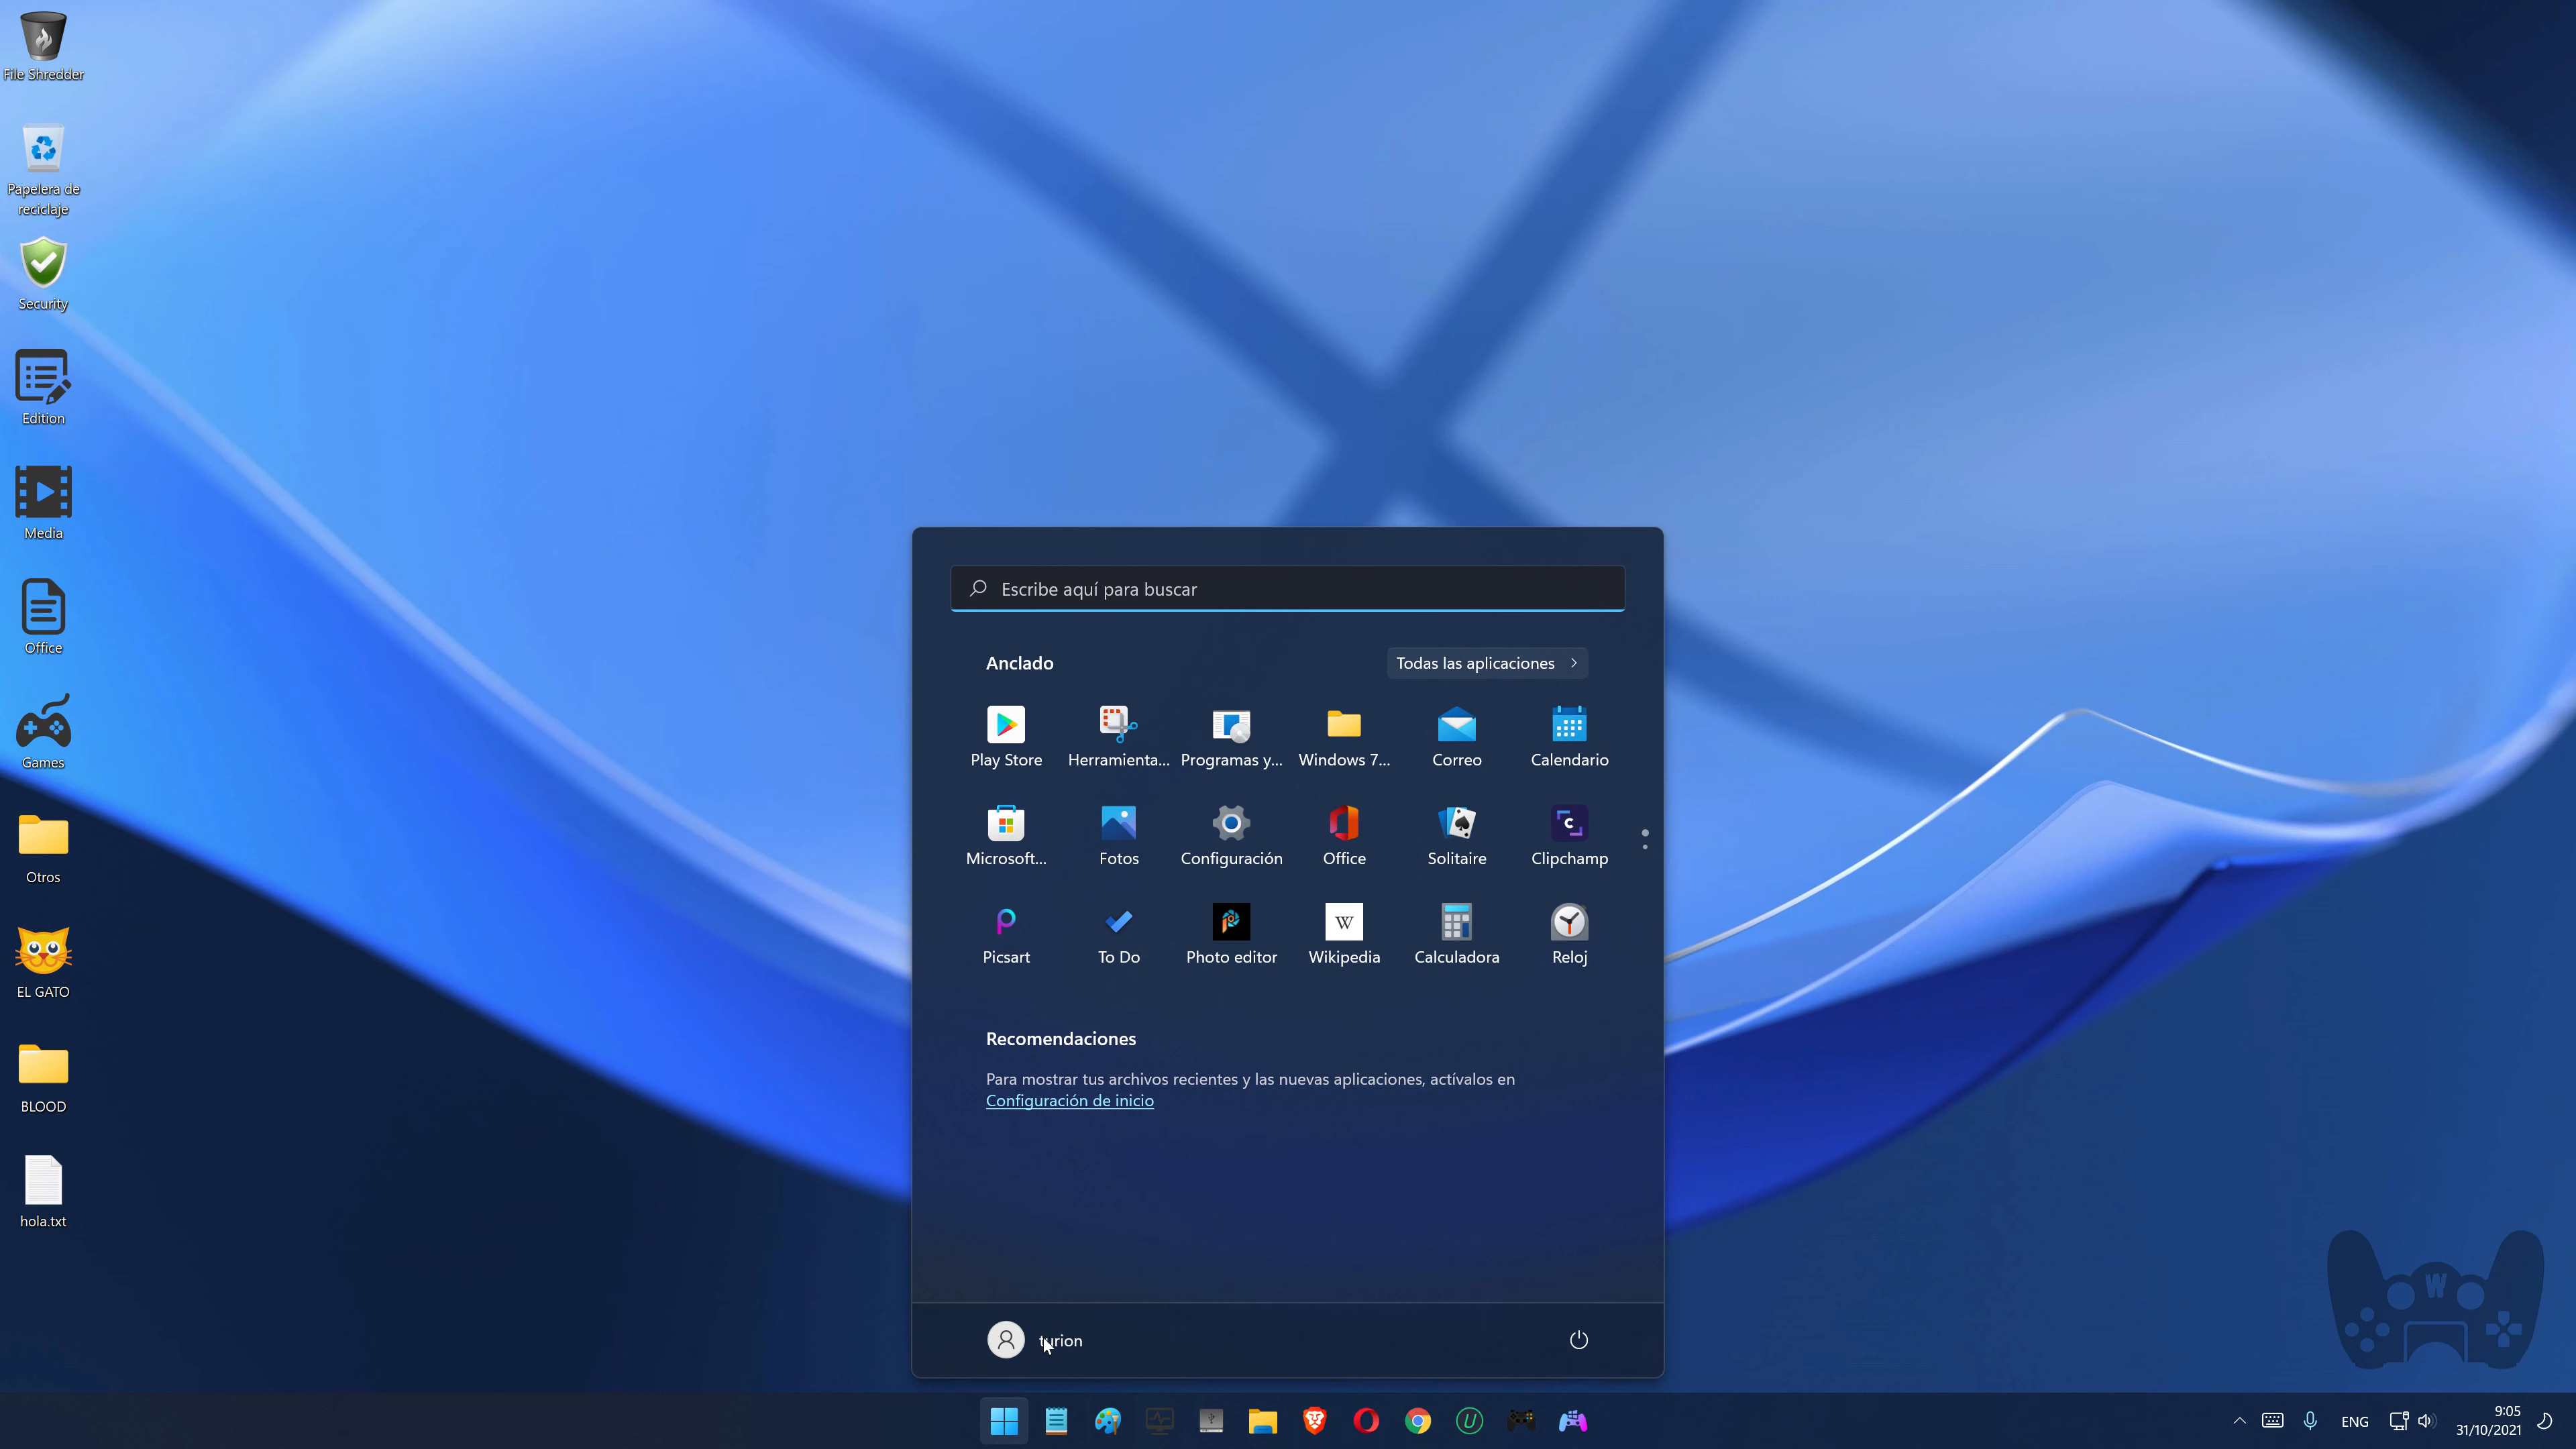 File Shredder
Papelera de
reciclaje
Security
Edition
Media
Office
Games
Otros
EL GATO
BLOOD
hola.txt
Escribe aquí para buscar
Anclado
Todas las aplicaciones
Play Store
Herramienta...
Programas y...
Windows 7...
Correo
Calendario
Microsoft...
Fotos
Configuración
Office
Solitaire
Clipchamp
Picsart
To Do
Photo editor
W
Wikipedia
Calculadora
Reloj
Recomendaciones
Para mostrar tus archivos recientes y las nuevas aplicaciones, actívalos en
Configuración de inicio
turion
W
ENG
9:05
31/10/2021